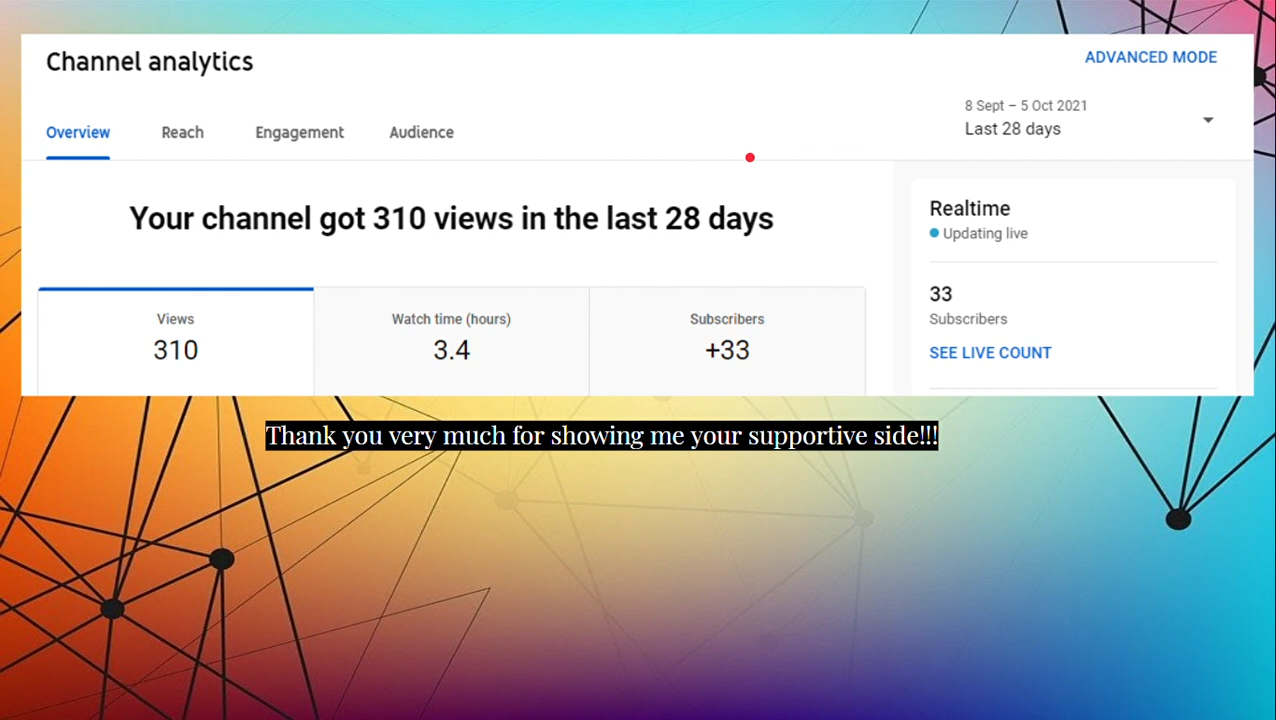 Channel analytics
ADVANCED MODE
Overview Reach Engagement Audience
8 Sept – 5 Oct 2021
Last 28 days
Your channel got 310 views in the last 28 days
Views
310
Watch time (hours)
3.4
Subscribers
+33
Realtime
Updating live
33
Subscribers
SEE LIVE COUNT
Thank you very much for showing me your supportive side!!!